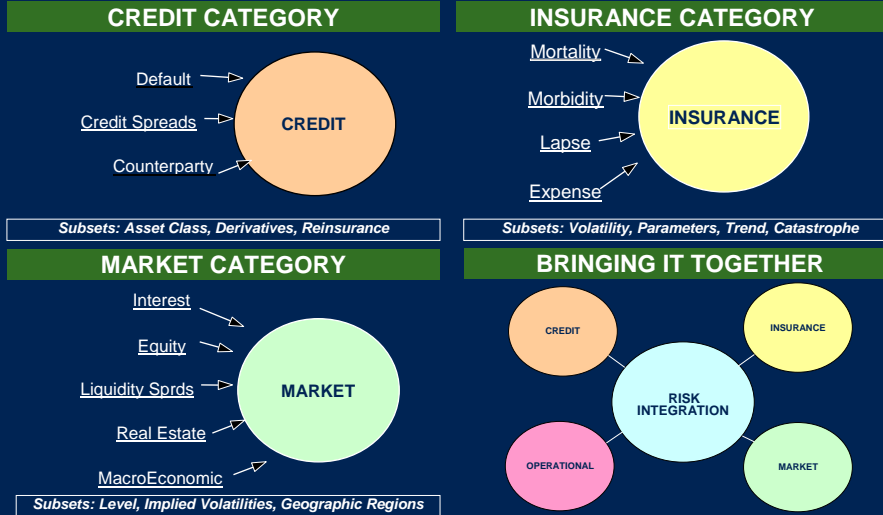 CREDIT CATEGORY
Default
Credit Spreads
Counterparty
CREDIT
Subsets: Asset Class, Derivatives, Reinsurance
INSURANCE CATEGORY
Mortality
Morbidity
Lapse
Expense
INSURANCE
Subsets: Volatility, Parameters, Trend, Catastrophe
MARKET CATEGORY
Interest
Equity
Liquidity Sprds
Real Estate
MacroEconomic
MARKET
Subsets: Level, Implied Volatilities, Geographic Regions
BRINGING IT TOGETHER
CREDIT
INSURANCE
RISK
INTEGRATION
OPERATIONAL
MARKET